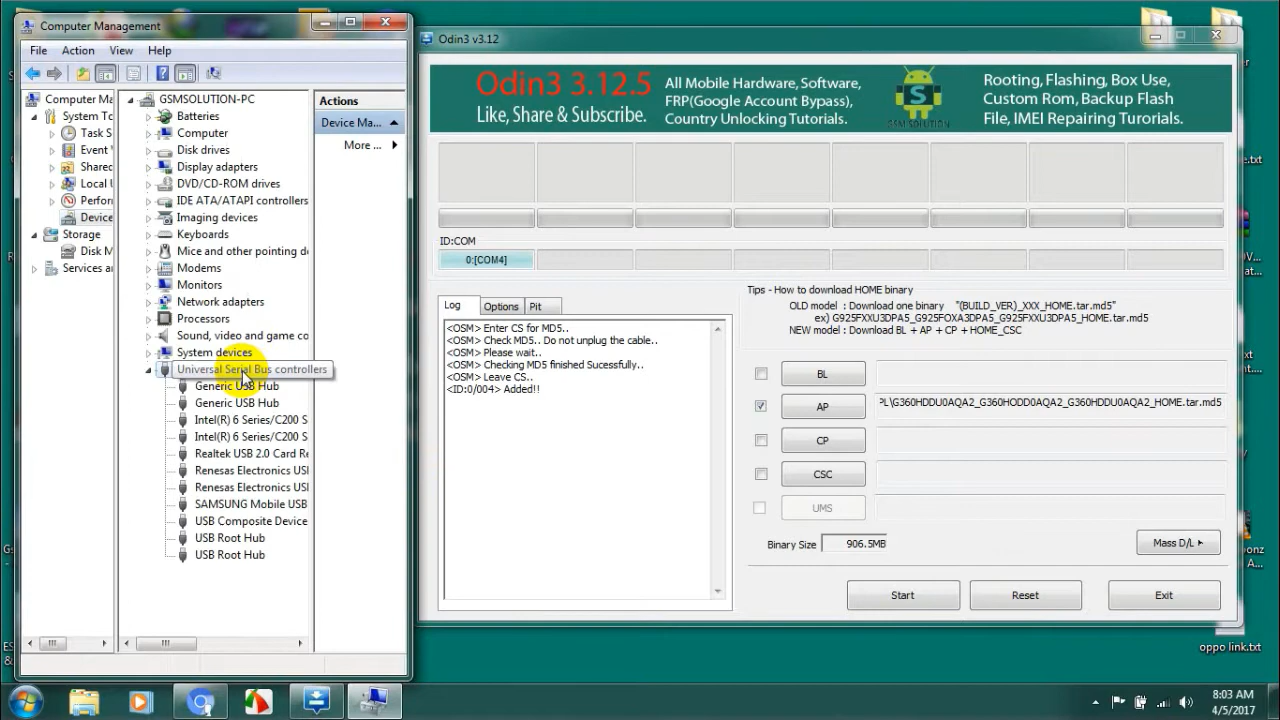 Computer Management
File Action View Help
Computer Ma
System To
Task S
Event
Shared
Local U
Perfor
Device
Storage
Disk M
Services ar
GSMSOLUTION-PC
Batteries
Computer
Disk drives
Display adapters
DVD/CD-ROM drives
IDE ATA/ATAPI controllers
Imaging devices
Keyboards
Mice and other pointing de
Modems
Monitors
Network adapters
Processors
Sound, video and game co
System devices
Universal Serial Bus controllers
Generic USB Hub
Generic USB Hub
Intel(R) 6 Series/C200 S
Intel(R) 6 Series/C200 S
Realtek USB 2.0 Card Re
Renesas Electronics USI
Renesas Electronics USI
SAMSUNG Mobile USB
USB Composite Device
USB Root Hub
USB Root Hub
Actions
Device Ma...
More ...
Odin3 v3.12
Odin3 3.12.5
Like, Share & Subscribe.
All Mobile Hardware, Software,
FRP(Google Account Bypass),
Country Unlocking Tutorials.
GSM SOLUTION
Rooting, Flashing, Box Use,
Custom Rom, Backup Flash
File, IMEI Repairing Turorials.
ID:COM
0:[COM4]
Log Options Pit
<OSM> Enter CS for MD5..
<OSM> Check MD5.. Do not unplug the cable..
<OSM> Please wait..
<OSM> Checking MD5 finished Sucessfully..
<OSM> Leave CS..
<ID:0/004> Added!!
Tips - How to download HOME binary
OLD model : Download one binary "(BUILD_VER)_XXX_HOME.tar.md5"
ex) G925FXXU3DPA5_G925FOXA3DPA5_G925FXXU3DPA5_HOME.tar.md5
NEW model : Download BL + AP + CP + HOME_CSC
BL
AP PL\G360HDDU0AQA2_G360HODD0AQA2_G360HDDU0AQA2_HOME.tar.md5
CP
CSC
UMS
Binary Size 906.5MB
Mass D/L
Start Reset Exit
oppo link.txt
8:03 AM
4/5/2017